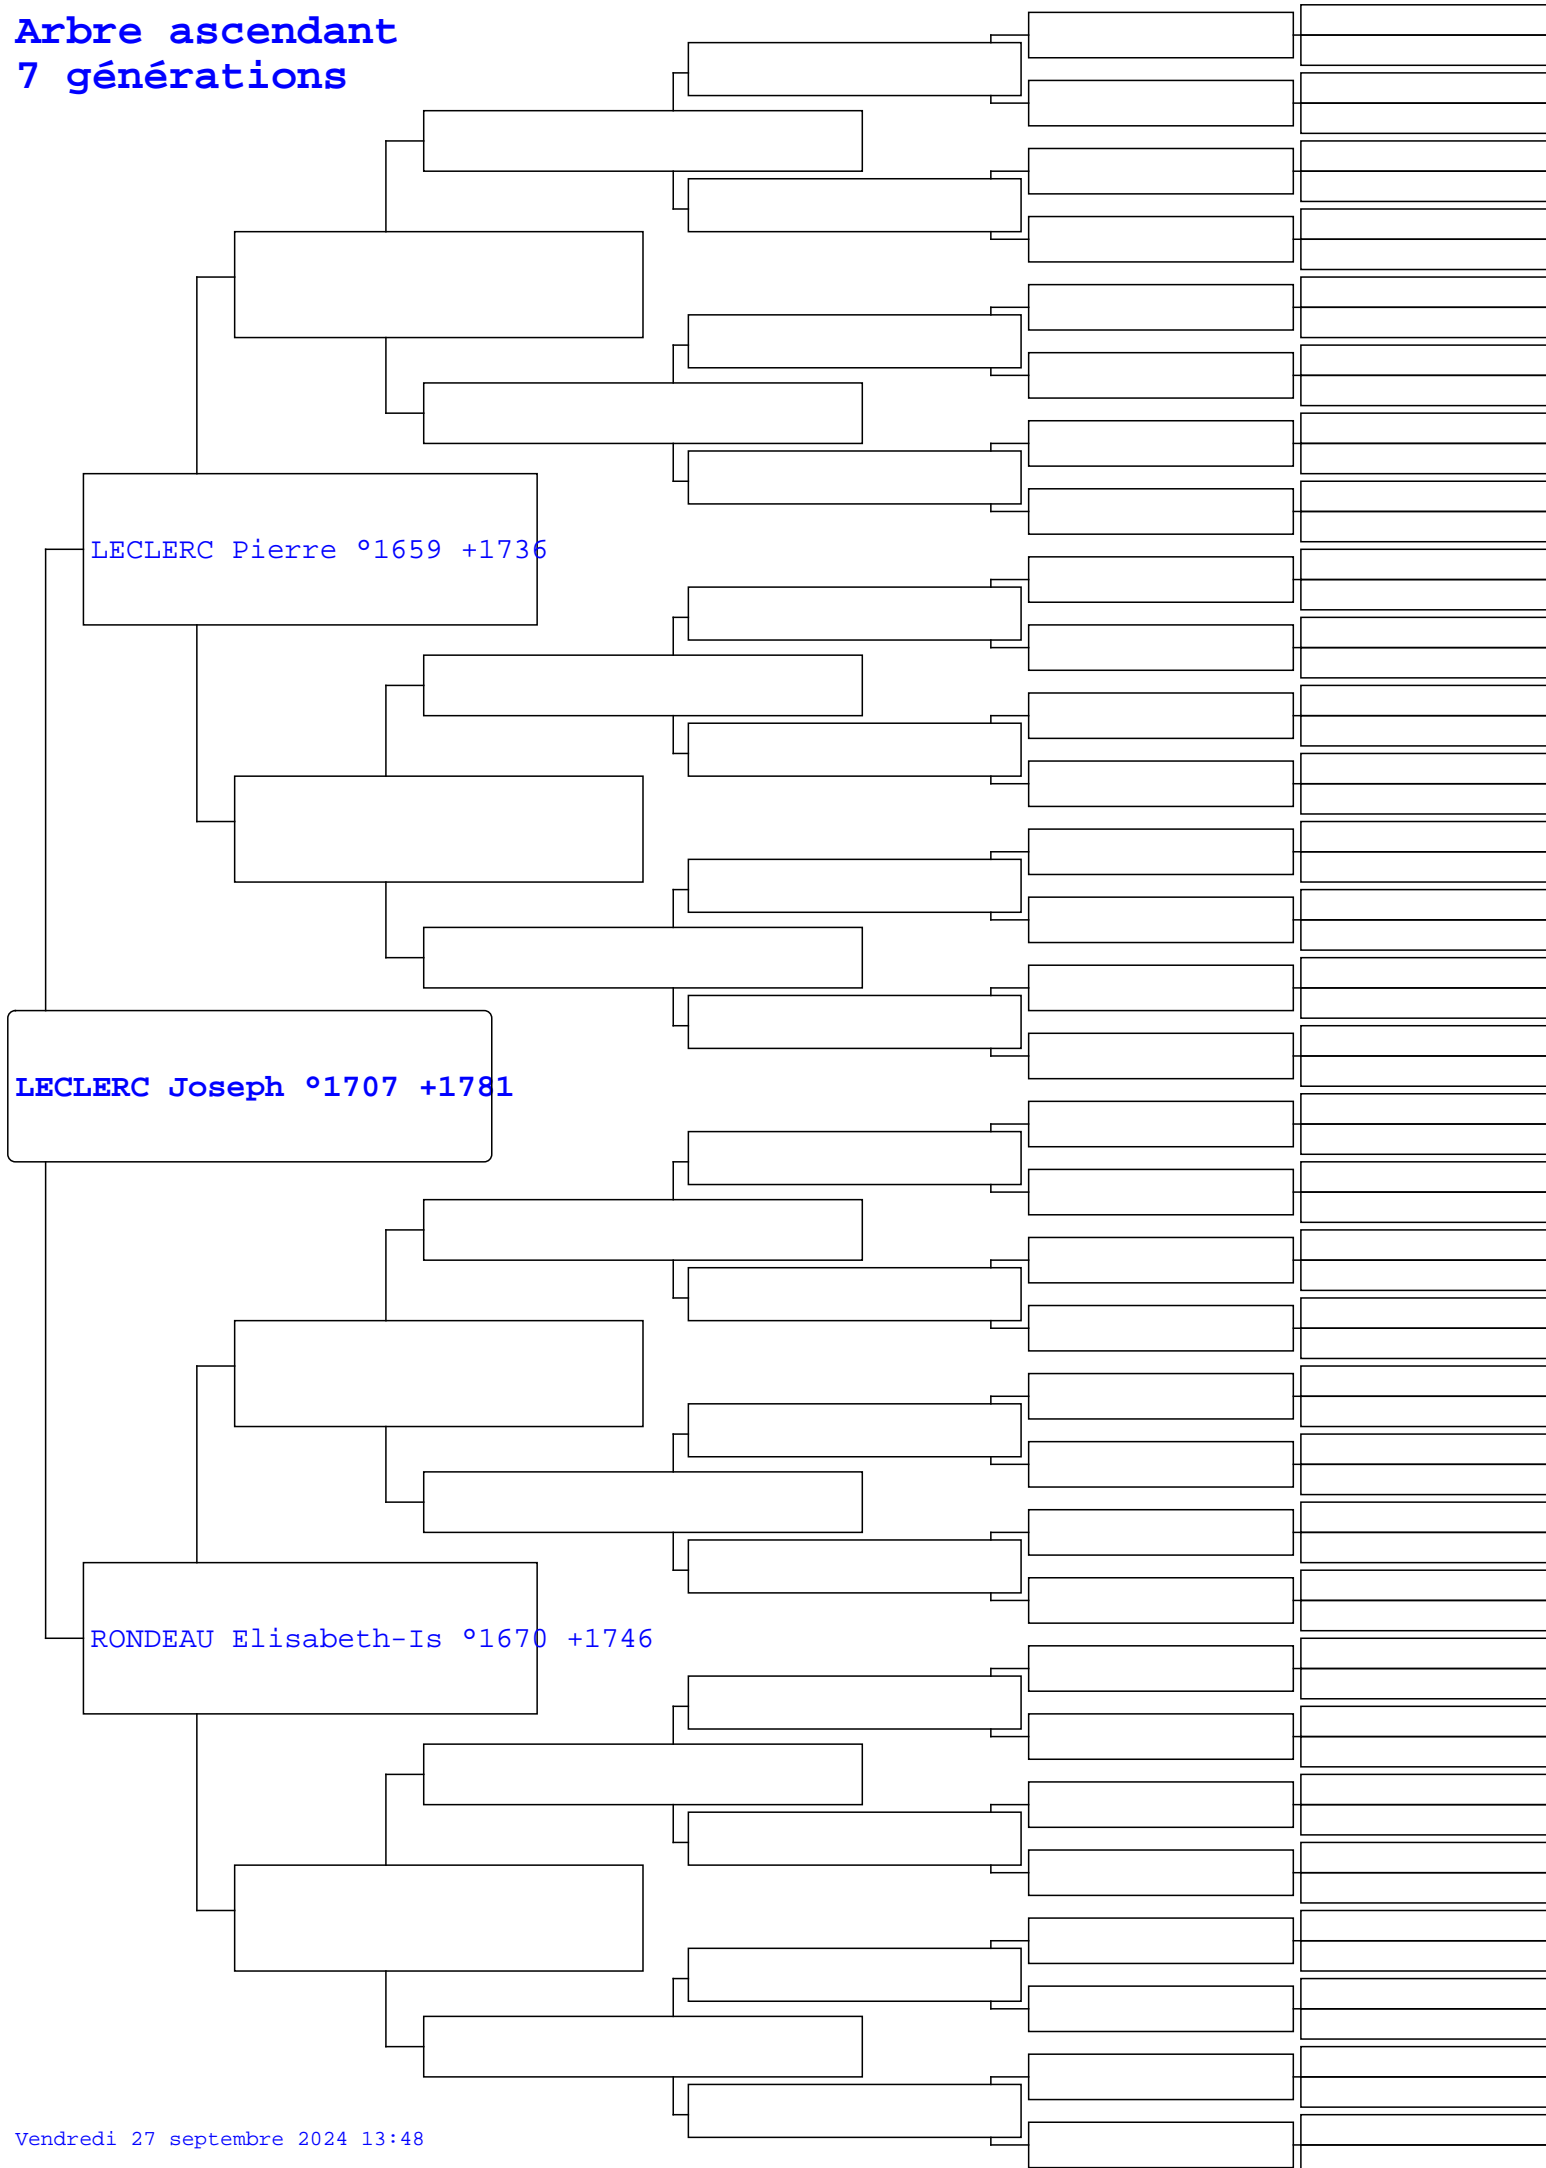 Arbre ascendant
7 générations
LECLERC Pierre °1659 +1736
LECLERC Joseph °1707 +1781
RONDEAU Elisabeth-Is °1670 +1746
Vendredi 27 septembre 2024 13:48